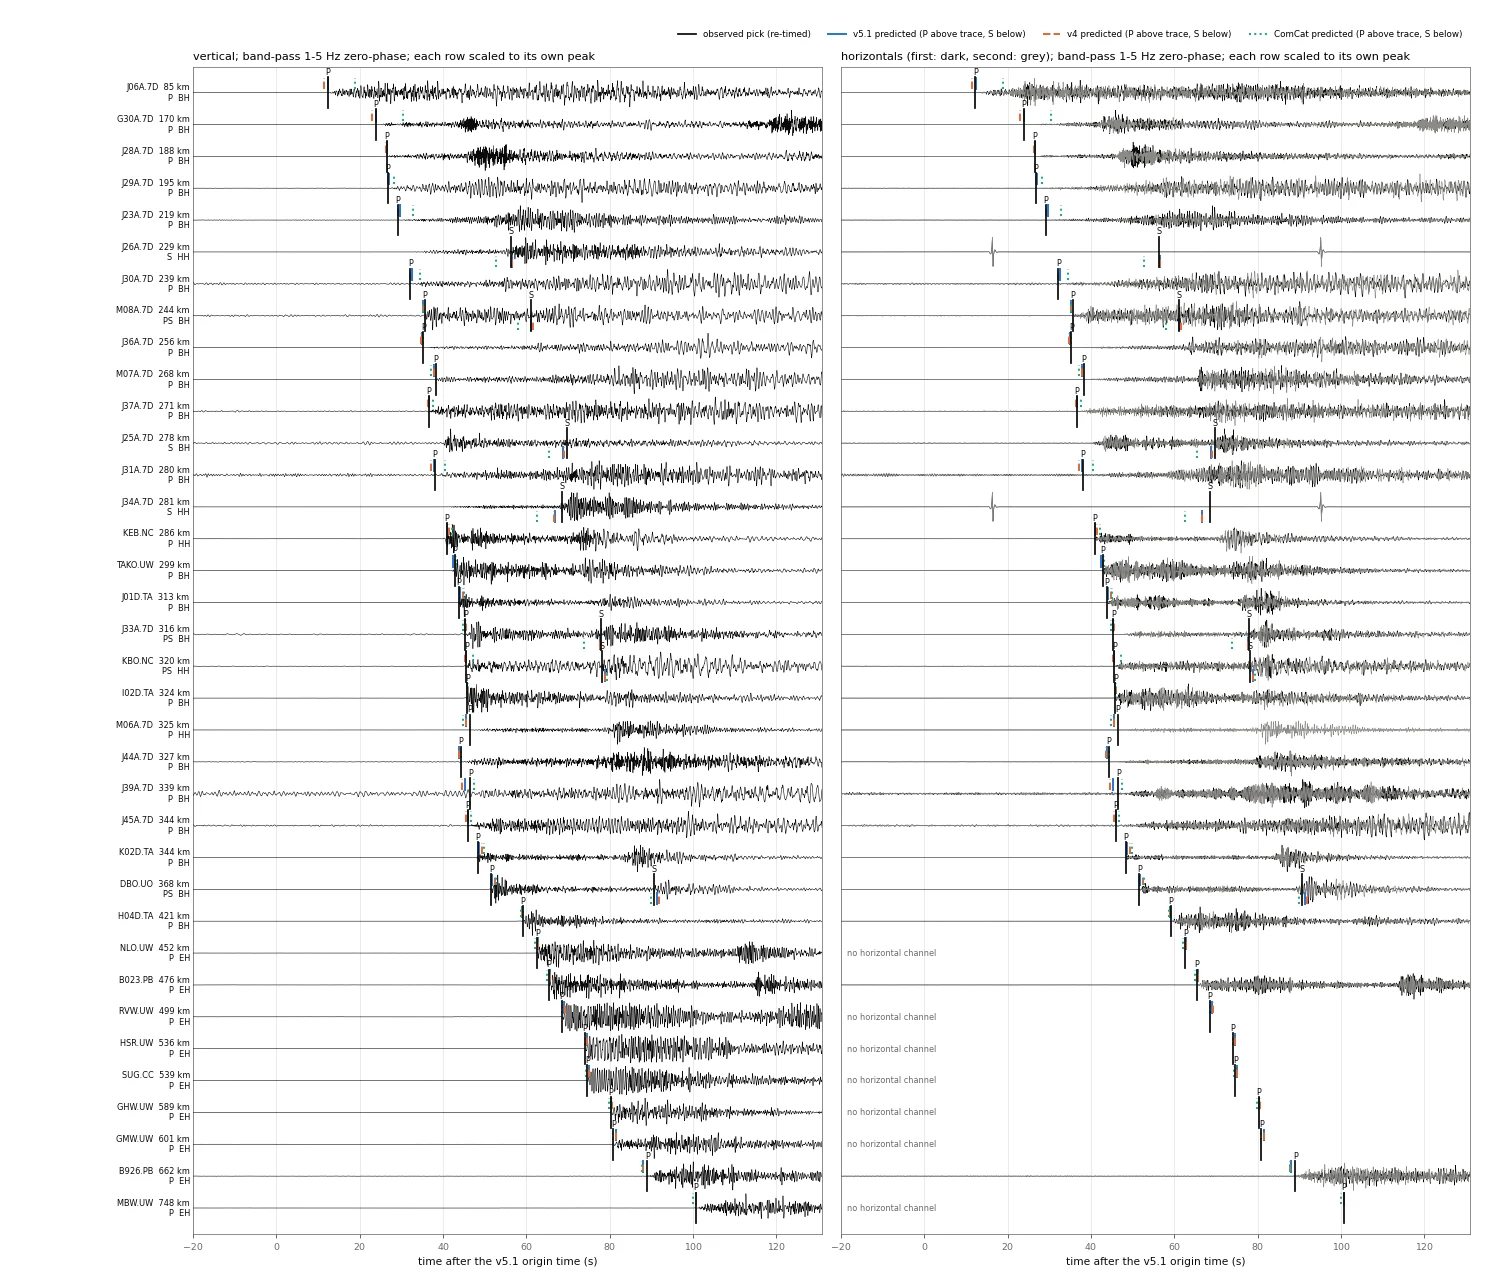 observed pick (re-timed)
v5.1 predicted (P above trace, S below)
v4 predicted (P above trace, S below)
ComCat predicted (P above trace, S below)
vertical; band-pass 1-5 Hz zero-phase; each row scaled to its own peak
horizontals (first: dark, second: grey); band-pass 1-5 Hz zero-phase; each row scaled to its own peak
J06A.7D 85 km
P BH
G30A.7D 170 km
P BH
J28A.7D 188 km
P BH
J29A.7D 195 km
P BH
J23A.7D 219 km
P BH
J26A.7D 229 km
S HH
J30A.7D 239 km
P BH
M08A.7D 244 km
PS BH
J36A.7D 256 km
P BH
M07A.7D 268 km
P BH
J37A.7D 271 km
P BH
J25A.7D 278 km
S BH
J31A.7D 280 km
P BH
J34A.7D 281 km
S HH
KEB.NC 286 km
P HH
TAKO.UW 299 km
P BH
J01D.TA 313 km
P BH
J33A.7D 316 km
PS BH
KBO.NC 320 km
PS HH
I02D.TA 324 km
P BH
M06A.7D 325 km
P HH
J44A.7D 327 km
P BH
J39A.7D 339 km
P BH
J45A.7D 344 km
P BH
K02D.TA 344 km
P BH
DBO.UO 368 km
PS BH
H04D.TA 421 km
P BH
NLO.UW 452 km
P EH
no horizontal channel
B023.PB 476 km
P EH
RVW.UW 499 km
P EH
no horizontal channel
HSR.UW 536 km
P EH
no horizontal channel
SUG.CC 539 km
P EH
no horizontal channel
GHW.UW 589 km
P EH
no horizontal channel
GMW.UW 601 km
P EH
no horizontal channel
B926.PB 662 km
P EH
MBW.UW 748 km
P EH
no horizontal channel
−20 0 20 40 60 80 100 120
−20 0 20 40 60 80 100 120
time after the v5.1 origin time (s)
time after the v5.1 origin time (s)